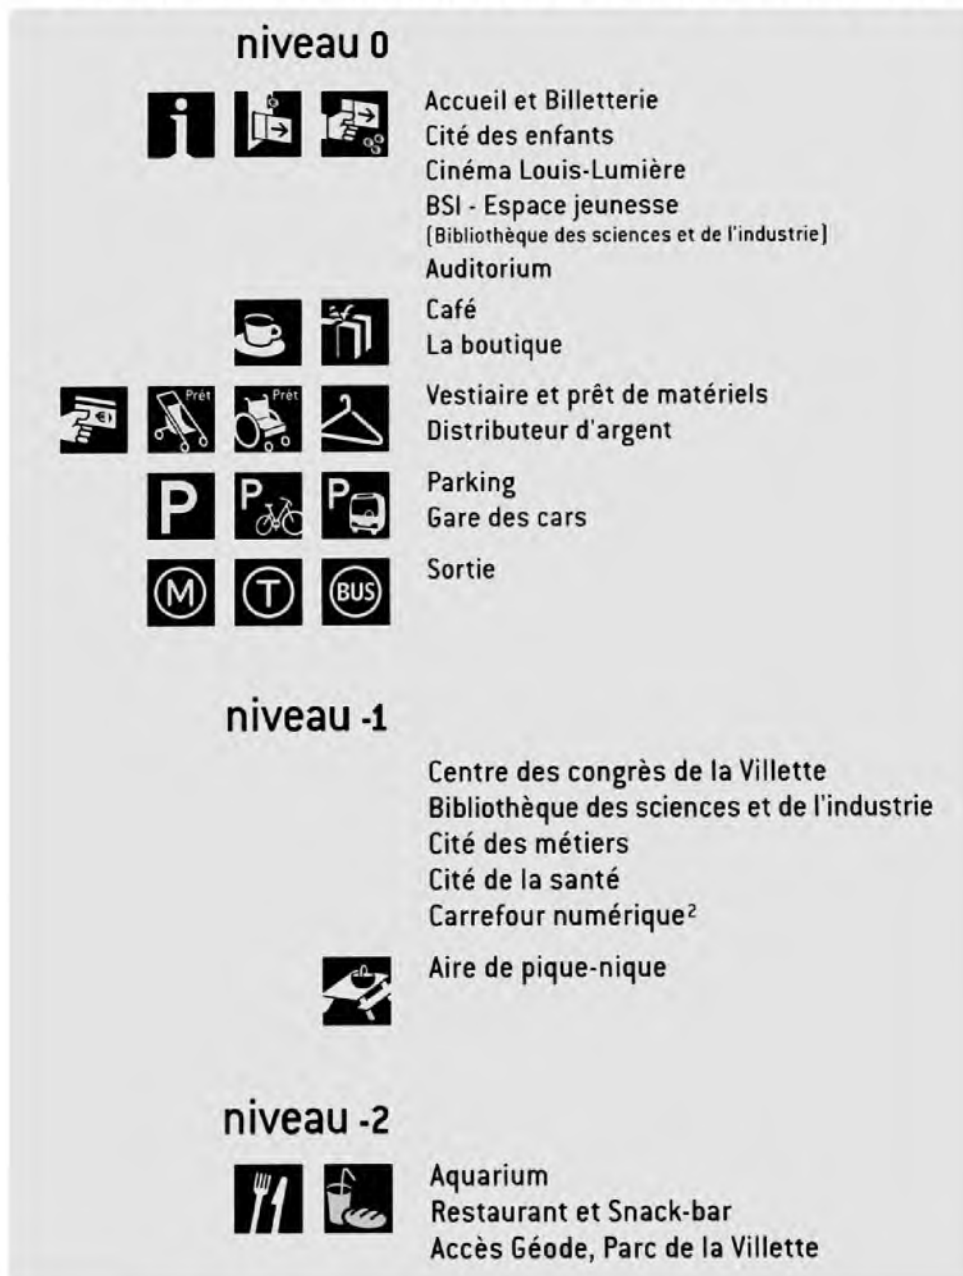 niveau 0
Accueil et Billetterie
Cité des enfants
Cinéma Louis-Lumière
BSI - Espace jeunesse
(Bibliothèque des sciences et de l'industrie)
Auditorium
Café
La boutique
Prêt Prêt
Vestiaire et prêt de matériels
Distributeur d'argent
P P P
Parking
Gare des cars
M T BUS
Sortie
niveau -1
Centre des congrès de la Villette
Bibliothèque des sciences et de l'industrie
Cité des métiers
Cité de la santé
Carrefour numérique²
Aire de pique-nique
niveau -2
Aquarium
Restaurant et Snack-bar
Accès Géode, Parc de la Villette